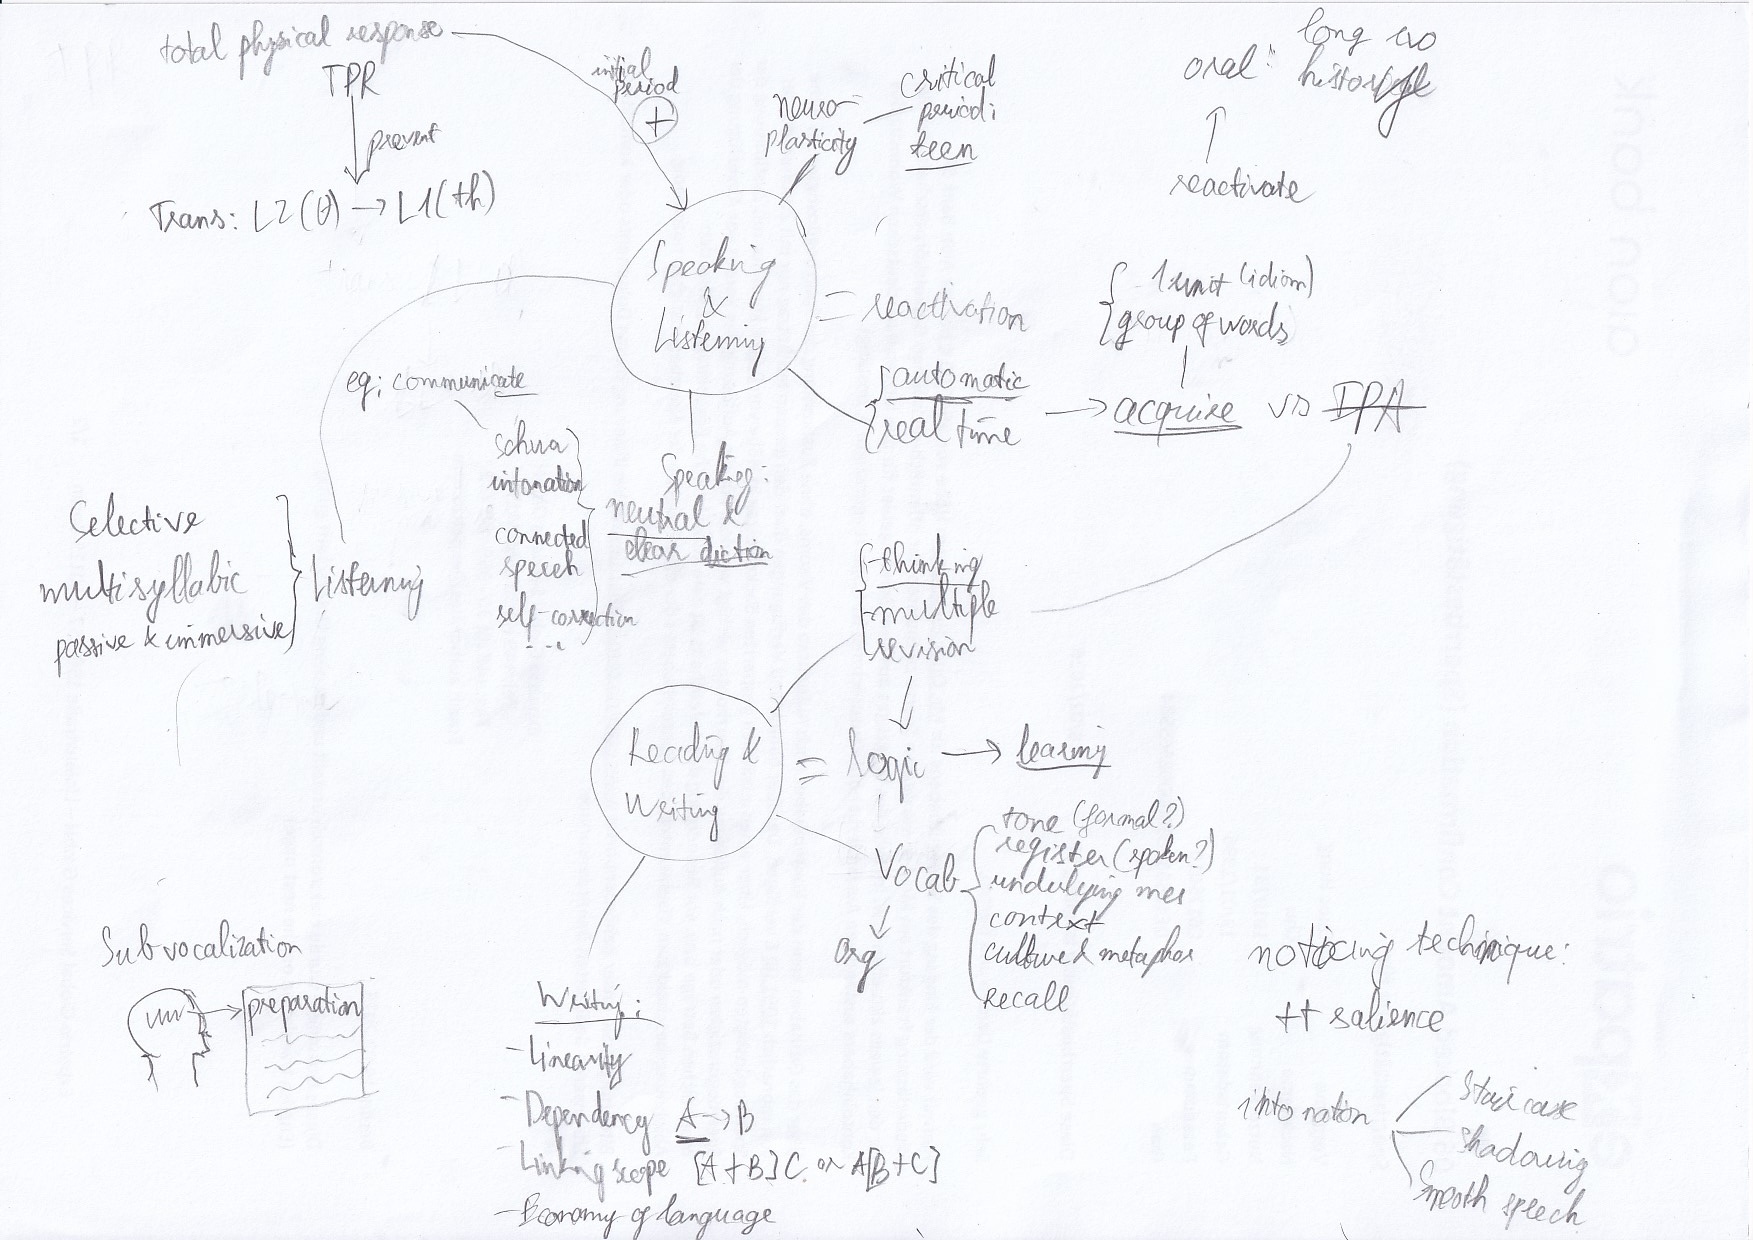 total physical response
TPR
prevent
Trans: L2 (θ) → L1 (th)
initial
period
+
neuro-
plasticity
critical
period:
teen
oral:
long evo
history
reactivate
Speaking
&
Listening
= reactivation
automatic
real time
→ acquire vs IPA
1 unit (idiom)
group of words
eg: communicate
schwa
intonation
connected
speech
self-correction
...
Speaking:
neutral &
clear diction
Selective
multisyllabic
passive & immersive
Listening
-thinking
-multiple
revision
Reading &
Writing
= logic → learning
Vocab
tone (formal?)
register (spoken?)
underlying mes
context
culture & metaphor
Recall
org
Subvocalization
preparation
Writing:
- Linearity
- Dependency A → B
- Linking scope [A + B] C or A [B + C]
- Economy of language
noticing technique:
++ salience
intonation
Staircase
shadowing
Smooth speech